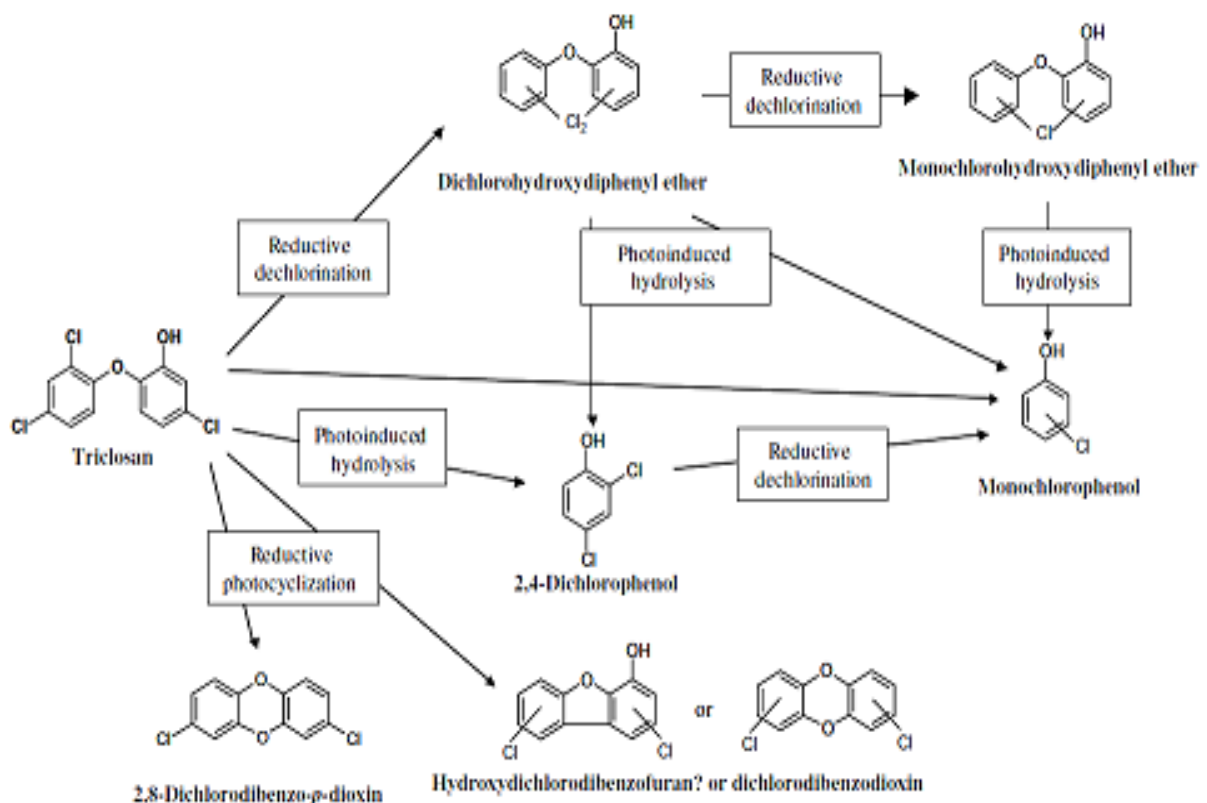 OH
O
Cl2
Dichlorohydroxydiphenyl ether
Reductive
dechlorination
OH
O
Cl
Monochlorohydroxydiphenyl ether
Reductive
dechlorination
Photoinduced
hydrolysis
Photoinduced
hydrolysis
Cl
OH
O
Cl
Cl
Triclosan
Photoinduced
hydrolysis
OH
Cl
Cl
2,4-Dichlorophenol
Reductive
dechlorination
OH
Cl
Monochlorophenol
Reductive
photocyclization
O
O
Cl
Cl
2,8-Dichlorodibenzo-p-dioxin
OH
O
Cl
Cl
or
O
O
Cl
Cl
Hydroxydichlorodibenzofuran? or dichlorodibenzodioxin